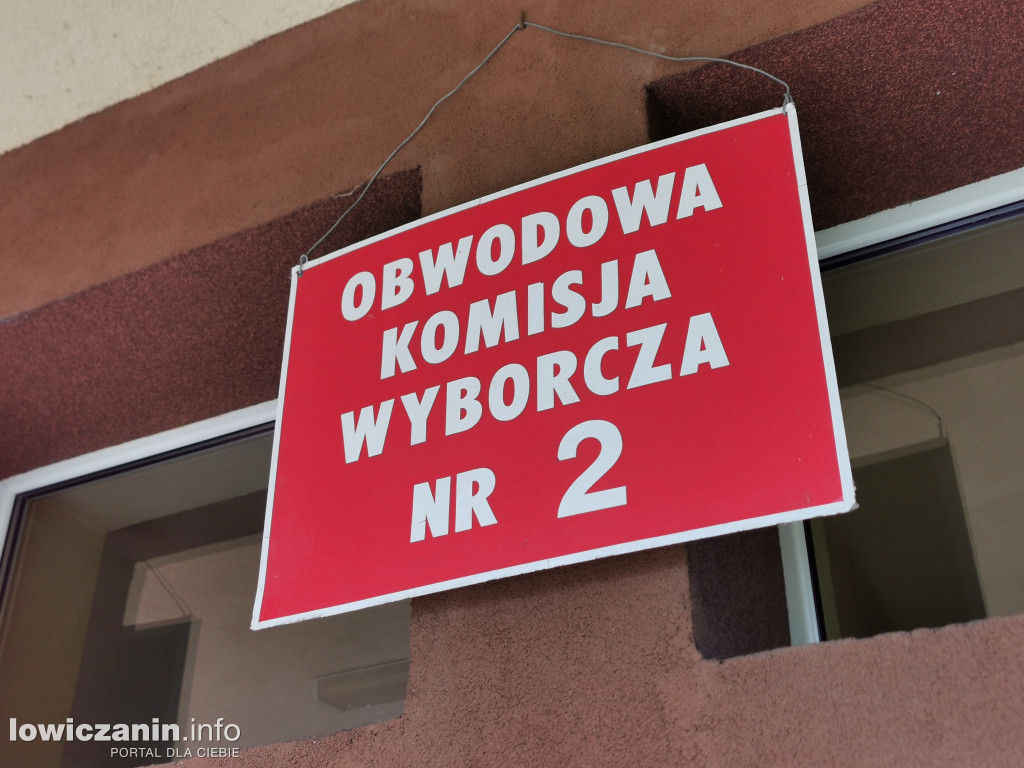 OBWODOWA
KOMISJA
WYBORCZA
NR 2
lowiczanin.info
PORTAL DLA CIEBIE